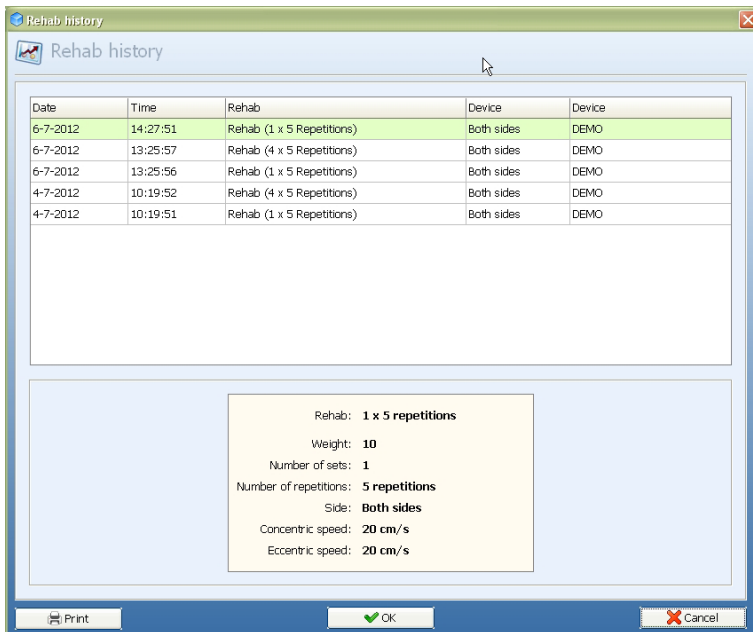 Rehab history
Rehab history
Date Time Rehab Device Device
6-7-2012 14:27:51 Rehab (1 x 5 Repetitions) Both sides DEMO
6-7-2012 13:25:57 Rehab (4 x 5 Repetitions) Both sides DEMO
6-7-2012 13:25:56 Rehab (1 x 5 Repetitions) Both sides DEMO
4-7-2012 10:19:52 Rehab (4 x 5 Repetitions) Both sides DEMO
4-7-2012 10:19:51 Rehab (1 x 5 Repetitions) Both sides DEMO
Rehab: 1 x 5 repetitions
Weight: 10
Number of sets: 1
Number of repetitions: 5 repetitions
Side: Both sides
Concentric speed: 20 cm/s
Eccentric speed: 20 cm/s
Print OK Cancel